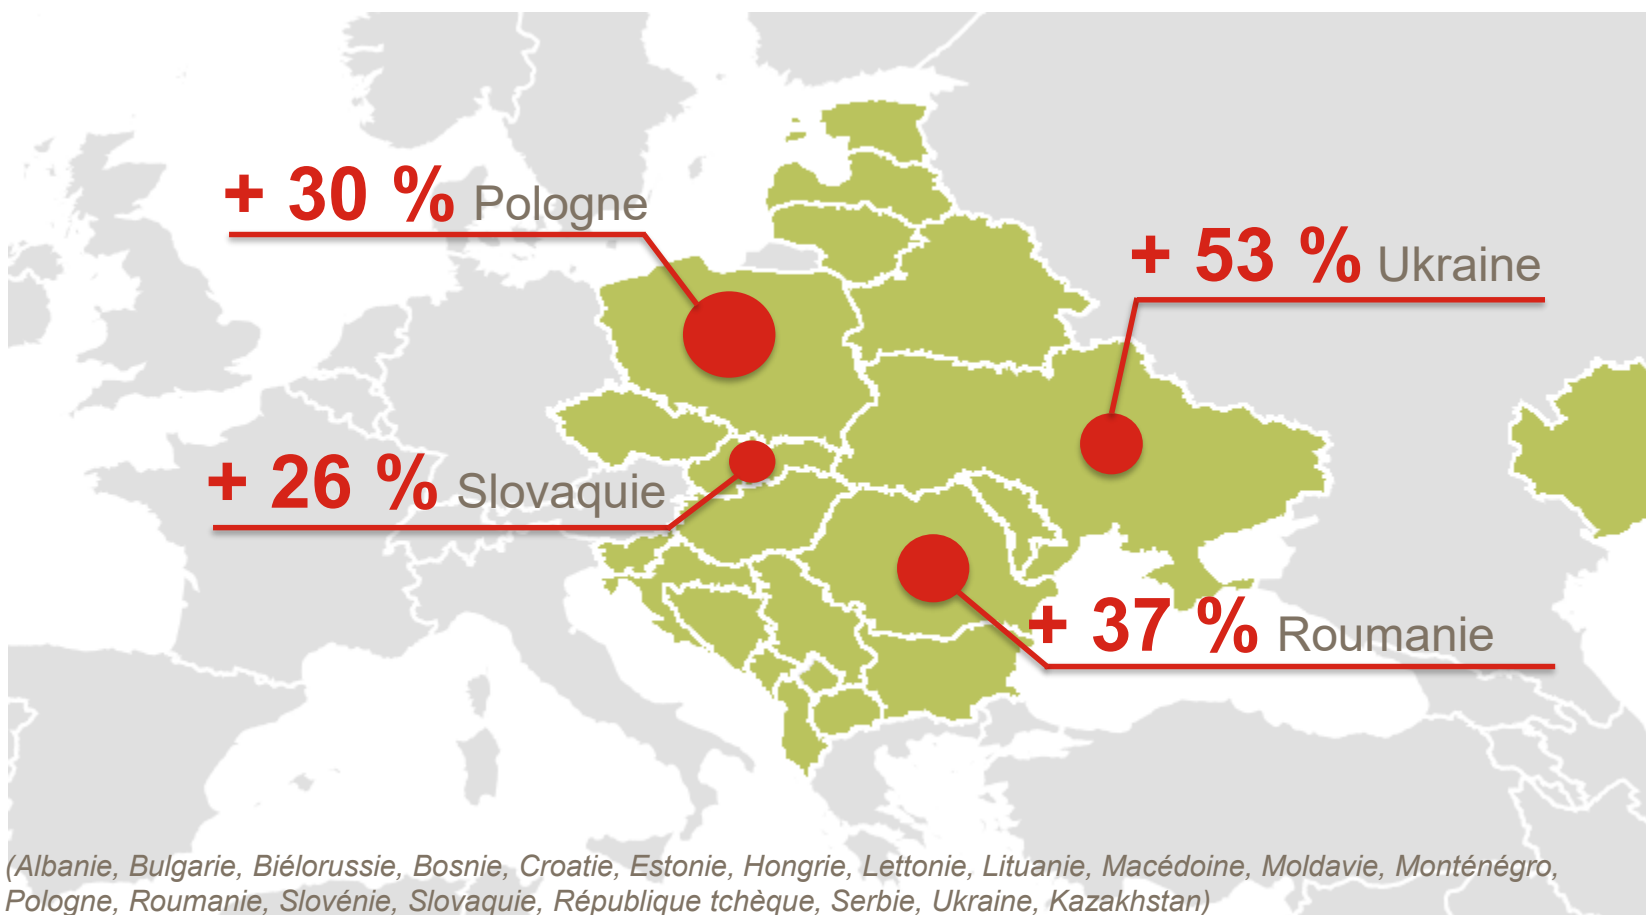 + 30 % Pologne
+ 53 % Ukraine
+ 26 % Slovaquie
+ 37 % Roumanie
(Albanie, Bulgarie, Biélorussie, Bosnie, Croatie, Estonie, Hongrie, Lettonie, Lituanie, Macédoine, Moldavie, Monténégro,
Pologne, Roumanie, Slovénie, Slovaquie, République tchèque, Serbie, Ukraine, Kazakhstan)